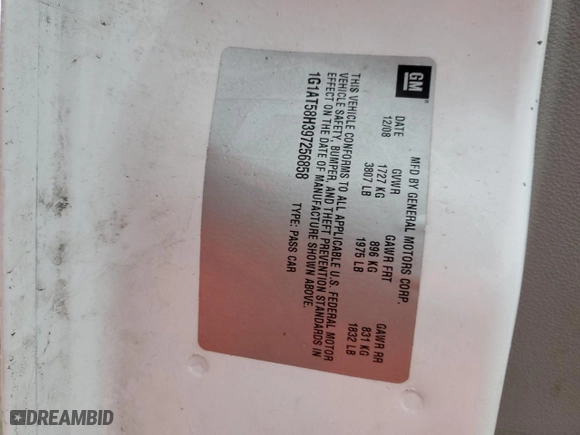 GM
MFD BY GENERAL MOTORS CORP.
DATE GVWR GAWR FRT GAWR RR
12/08 1727 KG 896 KG 831 KG
3807 LB 1975 LB 1832 LB
THIS VEHICLE CONFORMS TO ALL APPLICABLE U.S. FEDERAL MOTOR
VEHICLE SAFETY, BUMPER, AND THEFT PREVENTION STANDARDS IN
EFFECT ON THE DATE OF MANUFACTURE SHOWN ABOVE.
1G1AT58H397256858 TYPE: PASS CAR
DREAMBID